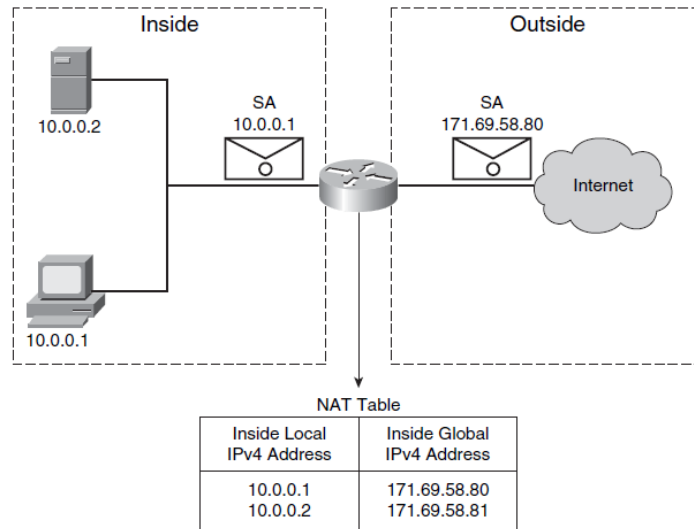 Inside
Outside
10.0.0.2
SA
10.0.0.1
SA
171.69.58.80
Internet
10.0.0.1
NAT Table
Inside Local
IPv4 Address
Inside Global
IPv4 Address
10.0.0.1
171.69.58.80
10.0.0.2
171.69.58.81